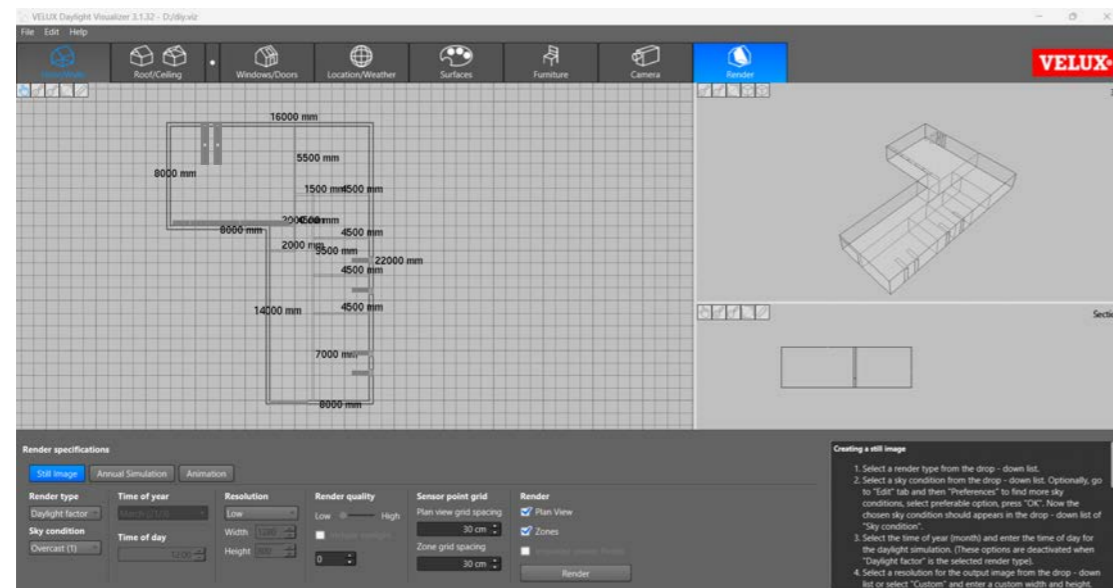 VELUX Daylight Visualizer 3.1.32 - D:/diy.viz
File Edit Help
Roof/Ceiling
Windows/Doors
Location/Weather
Surfaces
Furniture
Camera
Render
VELUX
16000 mm
5500 mm
8000 mm
1500 mm
4500 mm
8000 mm
4500 mm
2000 mm
9500 mm
22000 mm
4500 mm
14000 mm
4500 mm
7000 mm
8000 mm
Render specifications
Still Image
Annual Simulation
Animation
Render type
Daylight factor
Sky condition
Overcast (1)
Time of year
March (21/3)
Time of day
12:00
Resolution
Low
Width 1280
Height 800
Render quality
Low High
0
Sensor point grid
Plan view grid spacing
30 cm
Zone grid spacing
30 cm
Render
Plan View
Zones
Render
Creating a still image
1. Select a render type from the drop - down list.
2. Select a sky condition from the drop - down list. Optionally, go
to "Edit" tab and then "Preferences" to find more sky
conditions, select preferable option, press "OK". Now the
chosen sky condition should appears in the drop - down list of
"Sky condition".
3. Select the time of year (month) and enter the time of day for
the daylight simulation. (These options are deactivated when
"Daylight factor" is the selected render type).
4. Select a resolution for the output image from the drop - down
list or select "Custom" and enter a custom width and height.